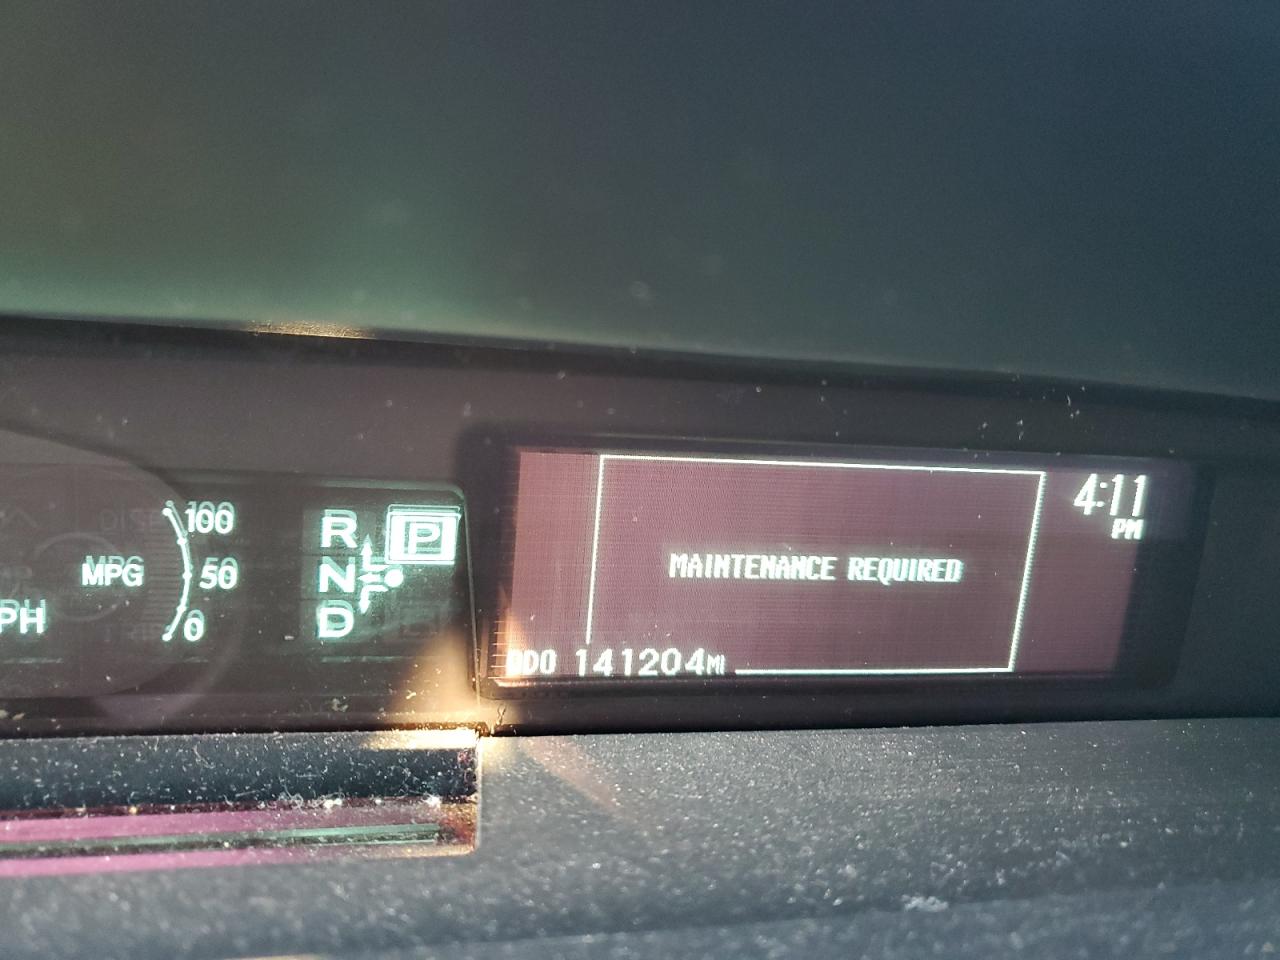 100
MPG
50
PH
0
R
P
N
D
4:11
PM
MAINTENANCE REQUIRED
ODO 141204MI